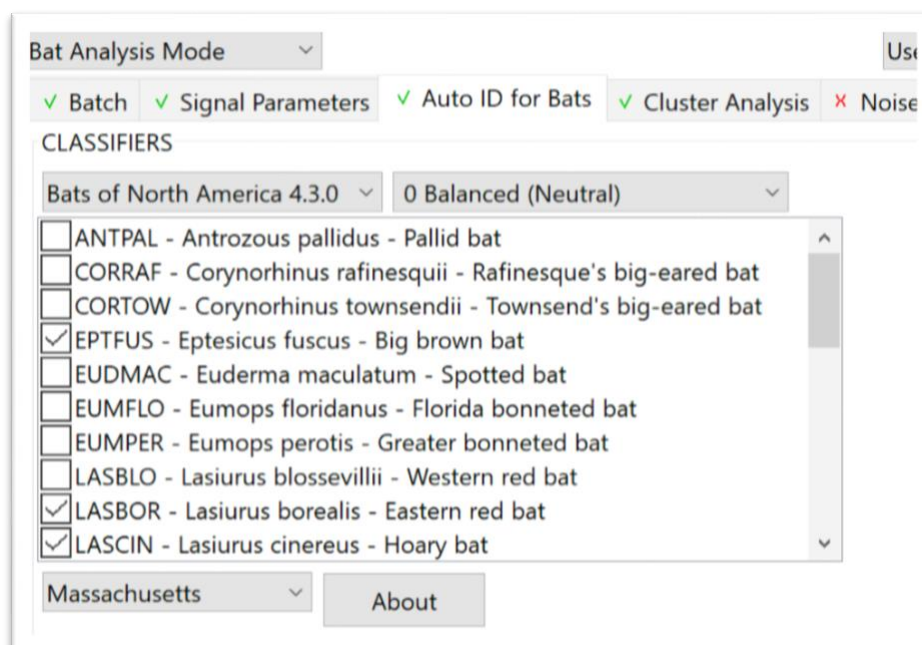 Bat Analysis Mode
Batch Signal Parameters Auto ID for Bats Cluster Analysis Noise
CLASSIFIERS
Bats of North America 4.3.0 0 Balanced (Neutral)
ANTPAL - Antrozous pallidus - Pallid bat
CORRAF - Corynorhinus rafinesquii - Rafinesque's big-eared bat
CORTOW - Corynorhinus townsendii - Townsend's big-eared bat
EPTFUS - Eptesicus fuscus - Big brown bat
EUDMAC - Euderma maculatum - Spotted bat
EUMFLO - Eumops floridanus - Florida bonneted bat
EUMPER - Eumops perotis - Greater bonneted bat
LASBLO - Lasiurus blossevillii - Western red bat
LASBOR - Lasiurus borealis - Eastern red bat
LASCIN - Lasiurus cinereus - Hoary bat
Massachusetts About